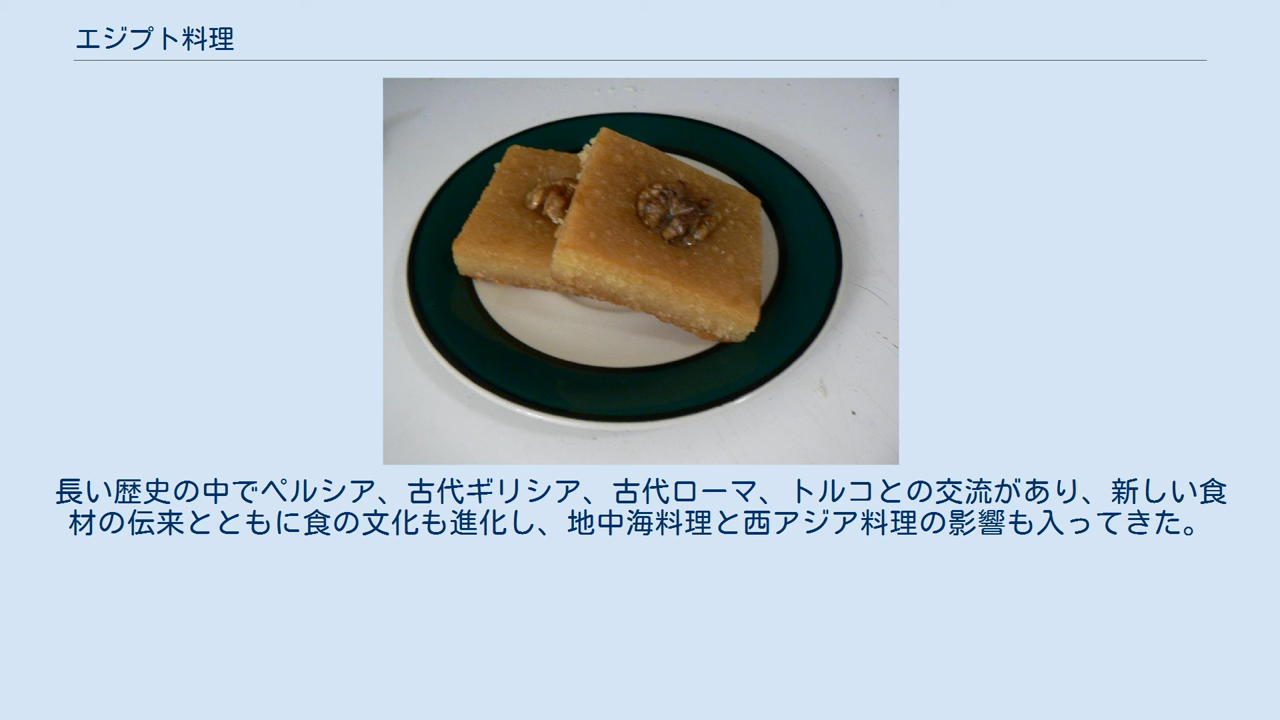 エジプト料理
長い歴史の中でペルシア、古代ギリシア、古代ローマ、トルコとの交流があり、新しい食
材の伝来とともに食の文化も進化し、地中海料理と西アジア料理の影響も入ってきた。